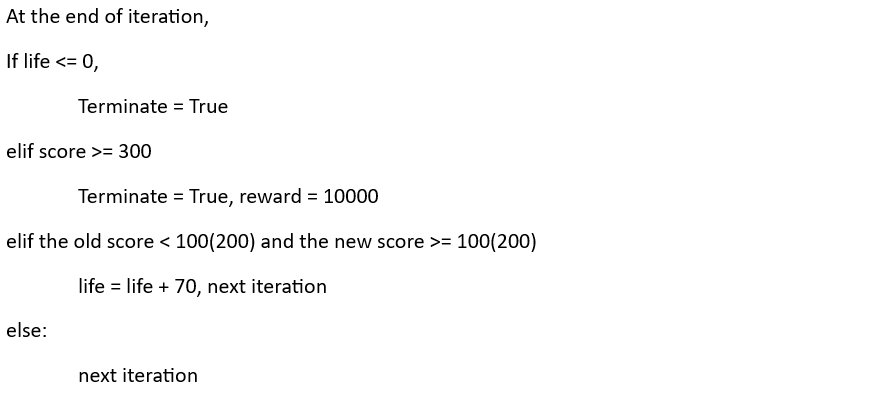 At the end of iteration,
If life <= 0,
Terminate = True
elif score >= 300
Terminate = True, reward = 10000
elif the old score < 100(200) and the new score >= 100(200)
life = life + 70, next iteration
else:
next iteration